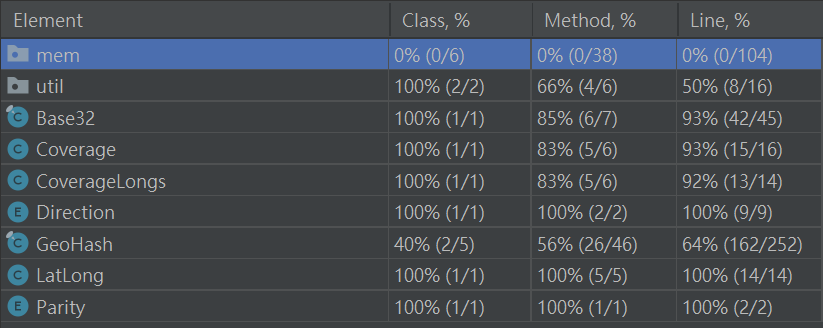 Element Class, % Method, % Line, %
mem 0% (0/6) 0% (0/38) 0% (0/104)
util 100% (2/2) 66% (4/6) 50% (8/16)
C Base32 100% (1/1) 85% (6/7) 93% (42/45)
C Coverage 100% (1/1) 83% (5/6) 93% (15/16)
C CoverageLongs 100% (1/1) 83% (5/6) 92% (13/14)
E Direction 100% (1/1) 100% (2/2) 100% (9/9)
C GeoHash 40% (2/5) 56% (26/46) 64% (162/252)
C LatLong 100% (1/1) 100% (5/5) 100% (14/14)
E Parity 100% (1/1) 100% (1/1) 100% (2/2)